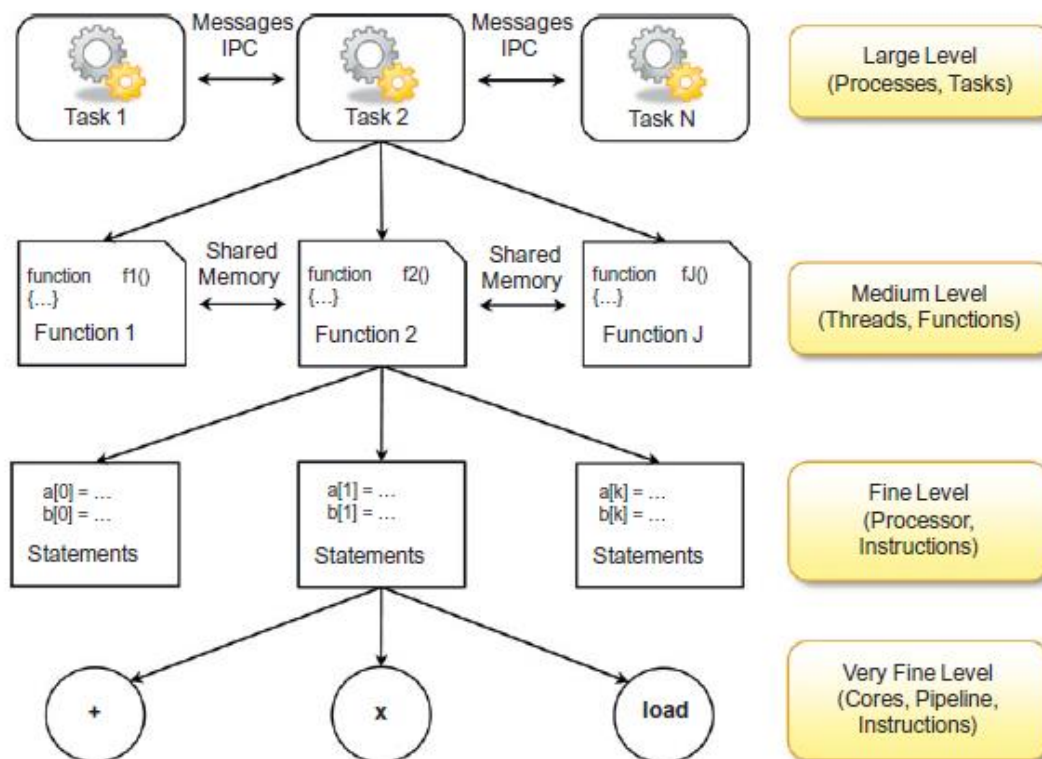 Messages
IPC
Messages
IPC
Task 1
Task 2
Task N
Large Level
(Processes, Tasks)
function f1()
{...}
Function 1
Shared
Memory
function f2()
{...}
Function 2
Shared
Memory
function fJ()
{...}
Function J
Medium Level
(Threads, Functions)
a[0] = ...
b[0] = ...
Statements
a[1] = ...
b[1] = ...
Statements
a[k] = ...
b[k] = ...
Statements
Fine Level
(Processor,
Instructions)
+
x
load
Very Fine Level
(Cores, Pipeline,
Instructions)